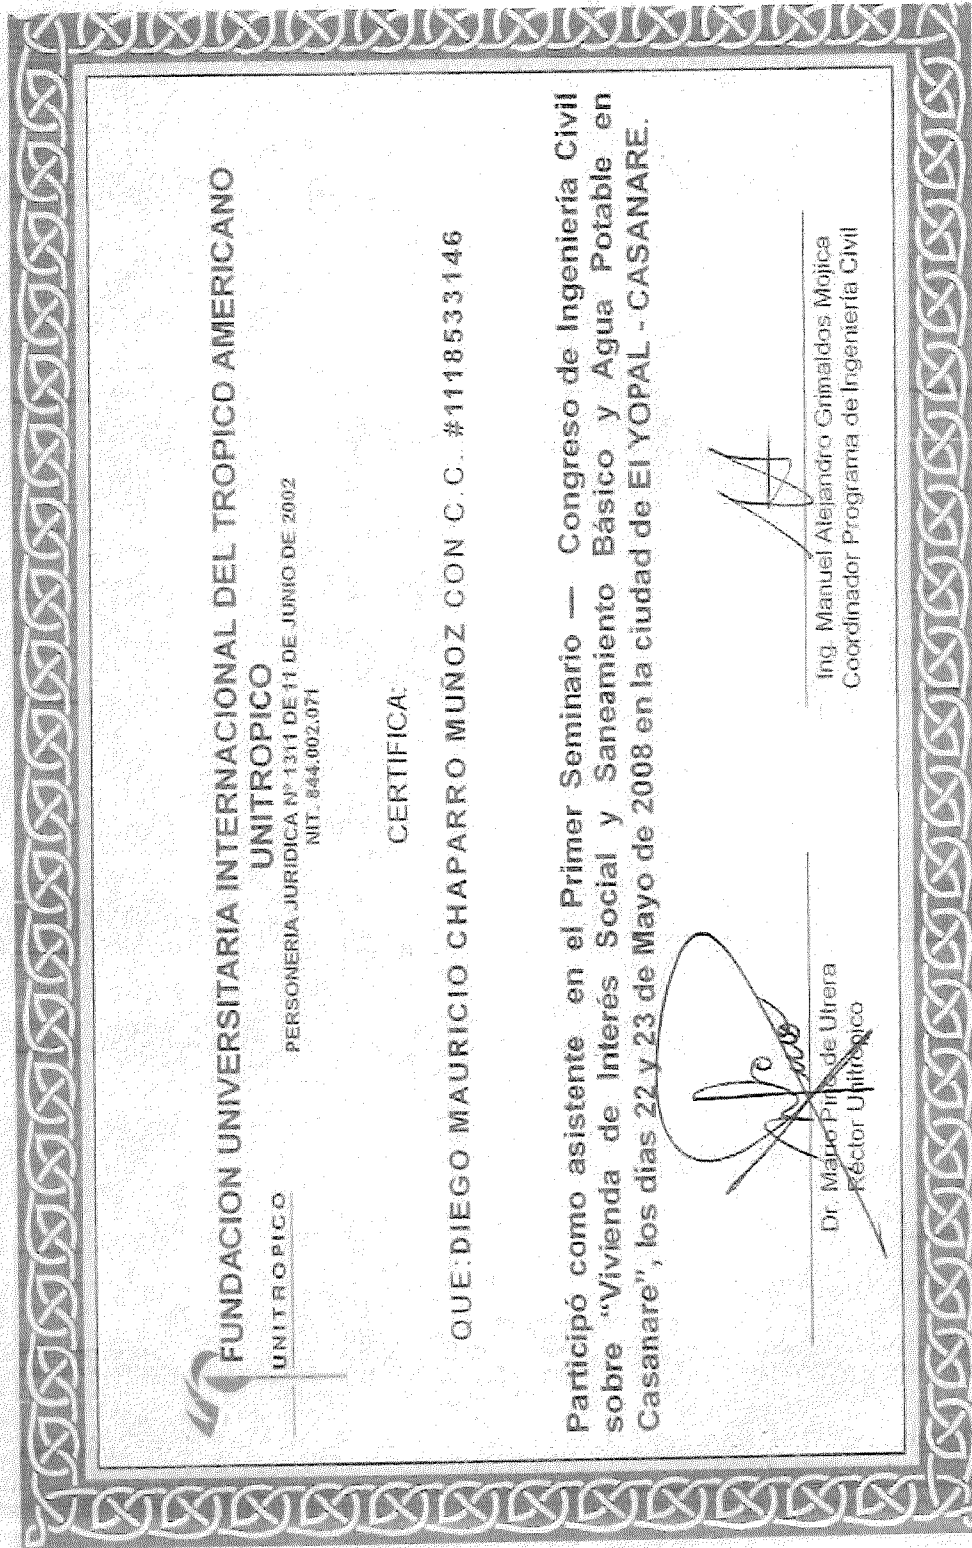 FUNDACION UNIVERSITARIA INTERNACIONAL DEL TROPICO AMERICANO
UNITROPICO
UNITROPICO
PERSONERIA JURIDICA Nº 1311 DE 11 DE JUNIO DE 2002
NIT. 844.002.071
CERTIFICA:
QUE:DIEGO MAURICIO CHAPARRO MUÑOZ CON C.C. #1118533146
Participó como asistente en el Primer Seminario — Congreso de Ingeniería Civil
sobre “Vivienda de Interés Social y Saneamiento Básico y Agua Potable en
Casanare”, los días 22 y 23 de Mayo de 2008 en la ciudad de El YOPAL - CASANARE.
Dr. Mario de Utrera
Rector Unitropico
Ing. Manuel Alejandro Grimaldos Mojica
Coordinador Programa de Ingeniería Civil